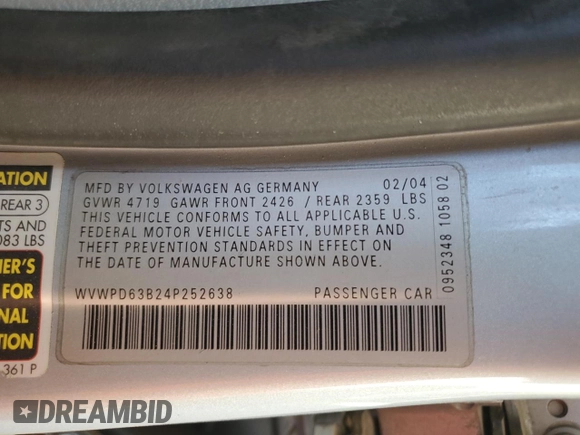 ATION
REAR 3
TS AND
083 LBS
ER'S
FOR
NAL
TION
361 P
MFD BY VOLKSWAGEN AG GERMANY 02/04
GVWR 4719 GAWR FRONT 2426 / REAR 2359 LBS
THIS VEHICLE CONFORMS TO ALL APPLICABLE U.S.
FEDERAL MOTOR VEHICLE SAFETY, BUMPER AND
THEFT PREVENTION STANDARDS IN EFFECT ON
THE DATE OF MANUFACTURE SHOWN ABOVE.
WVWPD63B24P252638 PASSENGER CAR
0952348 1058 02
DREAMBID